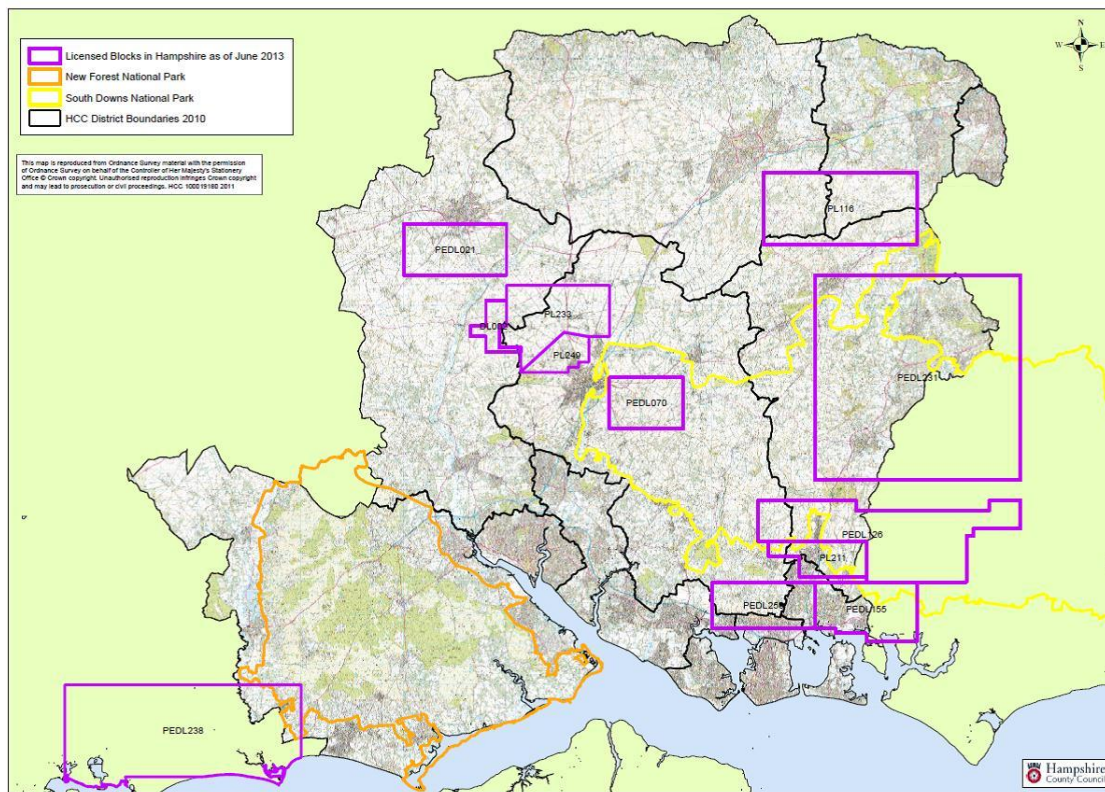 Licensed Blocks in Hampshire as of June 2013
New Forest National Park
South Downs National Park
HCC District Boundaries 2010
This map is reproduced from Ordnance Survey material with the permission
of Ordnance Survey on behalf of the Controller of Her Majesty's Stationery
Office © Crown copyright. Unauthorised reproduction infringes Crown copyright
and may lead to prosecution or civil proceedings. HCC 100019180 2011
N
W
E
S
PL116
PEDL021
PL233
PL249
PEDL231
PEDL070
PEDL126
PL211
PEDL155
PEDL238
Hampshire
County Council